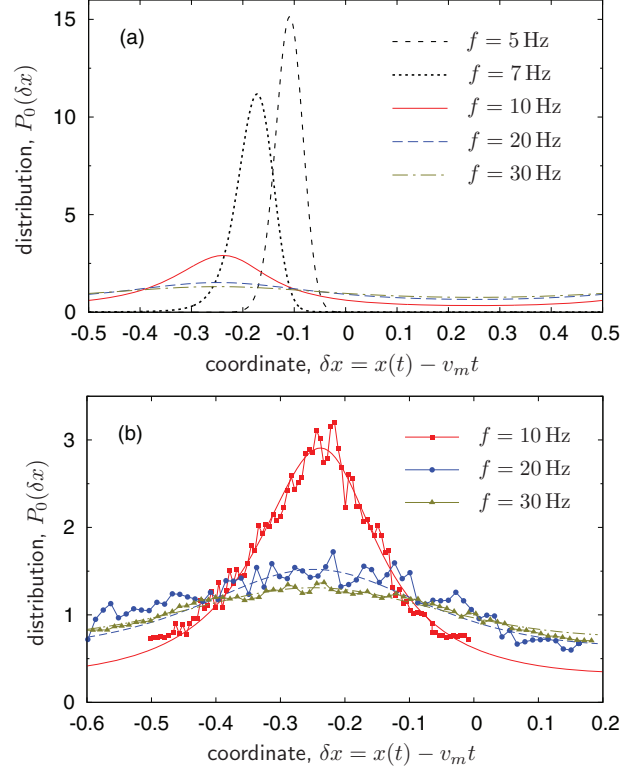 (a)
f = 5 Hz
f = 7 Hz
f = 10 Hz
f = 20 Hz
f = 30 Hz
distribution, P₀(δx)
15
10
5
0
-0.5 -0.4 -0.3 -0.2 -0.1 0 0.1 0.2 0.3 0.4 0.5
coordinate, δx = x(t) − vₘt
(b)
f = 10 Hz
f = 20 Hz
f = 30 Hz
distribution, P₀(δx)
3
2
1
0
-0.6 -0.5 -0.4 -0.3 -0.2 -0.1 0 0.1 0.2
coordinate, δx = x(t) − vₘt